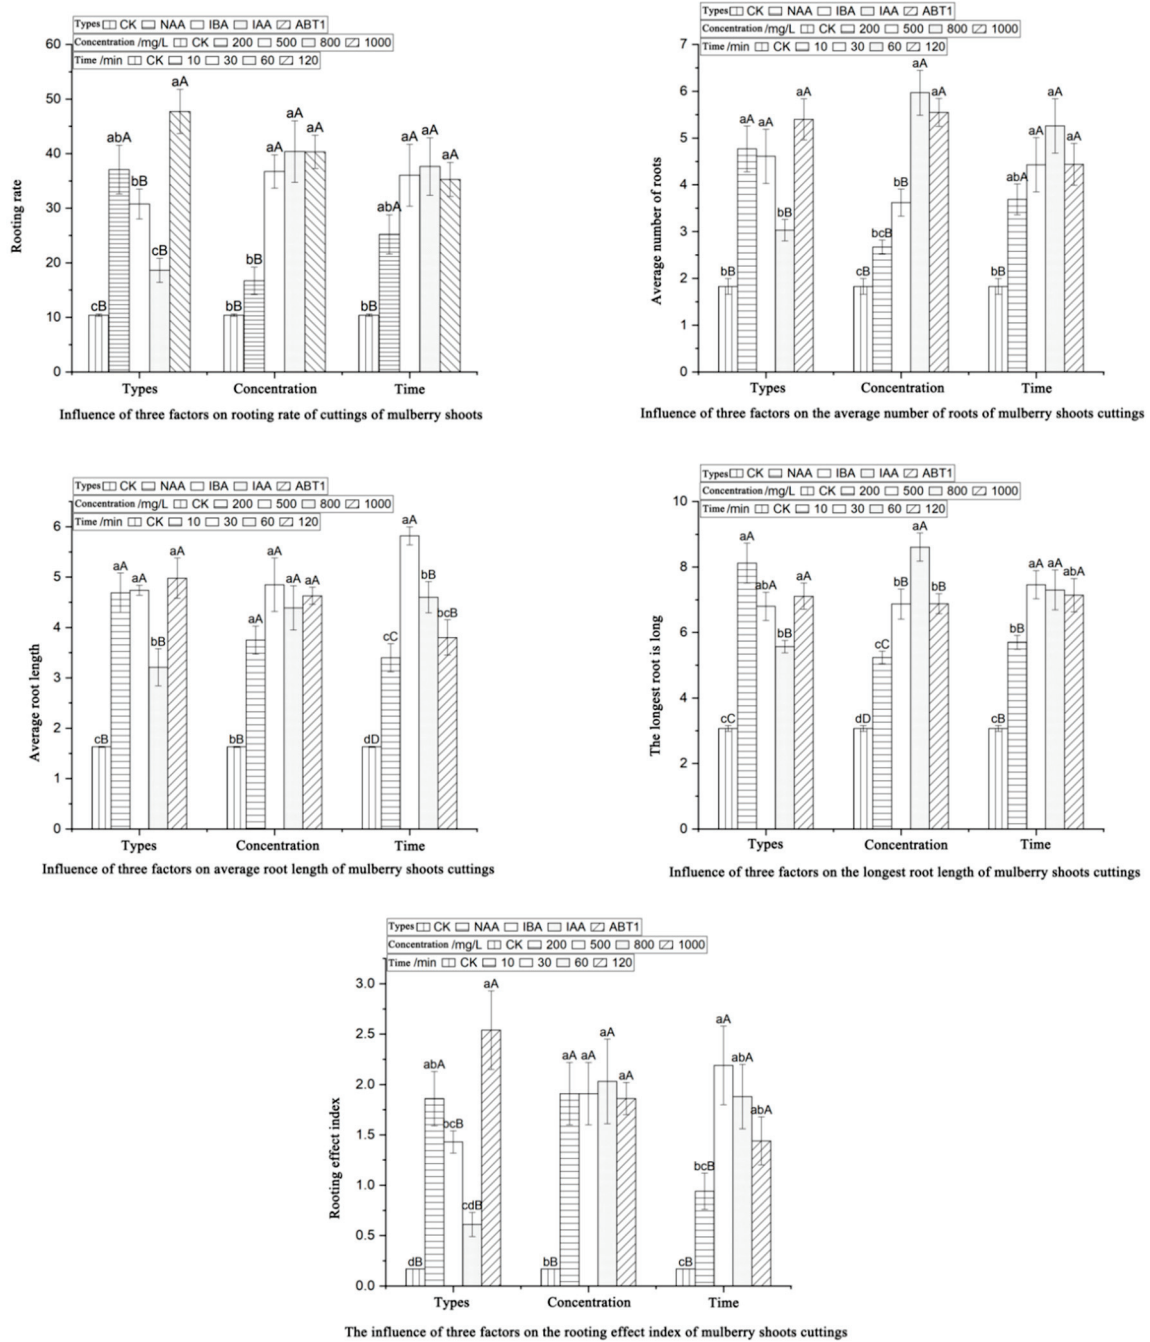 Types CK NAA IBA IAA ABT1
Concentration /mg/L CK 200 500 800 1000
Time /min CK 10 30 60 120
60
50
40
30
20
10
0
Rooting rate
cB abA bB cB aA
bB bB aA aA aA
bB abA aA aA aA
Types Concentration Time
Influence of three factors on rooting rate of cuttings of mulberry shoots
Types CK NAA IBA IAA ABT1
Concentration /mg/L CK 200 500 800 1000
Time /min CK 10 30 60 120
7
6
5
4
3
2
1
0
Average number of roots
bB aA aA bB aA
cB bcB bB aA aA
bB abA aA aA aA
Types Concentration Time
Influence of three factors on the average number of roots of mulberry shoots cuttings
Types CK NAA IBA IAA ABT1
Concentration /mg/L CK 200 500 800 1000
Time /min CK 10 30 60 120
6
5
4
3
2
1
0
Average root length
cB aA aA bB aA
bB aA aA aA aA
dD cC aA bB bcB
Types Concentration Time
Influence of three factors on average root length of mulberry shoots cuttings
Types CK NAA IBA IAA ABT1
Concentration /mg/L CK 200 500 800 1000
Time /min CK 10 30 60 120
10
8
6
4
2
0
The longest root is long
cC aA abA bB aA
dD cC bB aA bB
cB bB aA aA abA
Types Concentration Time
Influence of three factors on the longest root length of mulberry shoots cuttings
Types CK NAA IBA IAA ABT1
Concentration /mg/L CK 200 500 800 1000
Time /min CK 10 30 60 120
3.0
2.5
2.0
1.5
1.0
0.5
0.0
Rooting effect index
dB abA bcB cdB aA
bB aA aA aA aA
cB bcB aA abA abA
Types Concentration Time
The influence of three factors on the rooting effect index of mulberry shoots cuttings